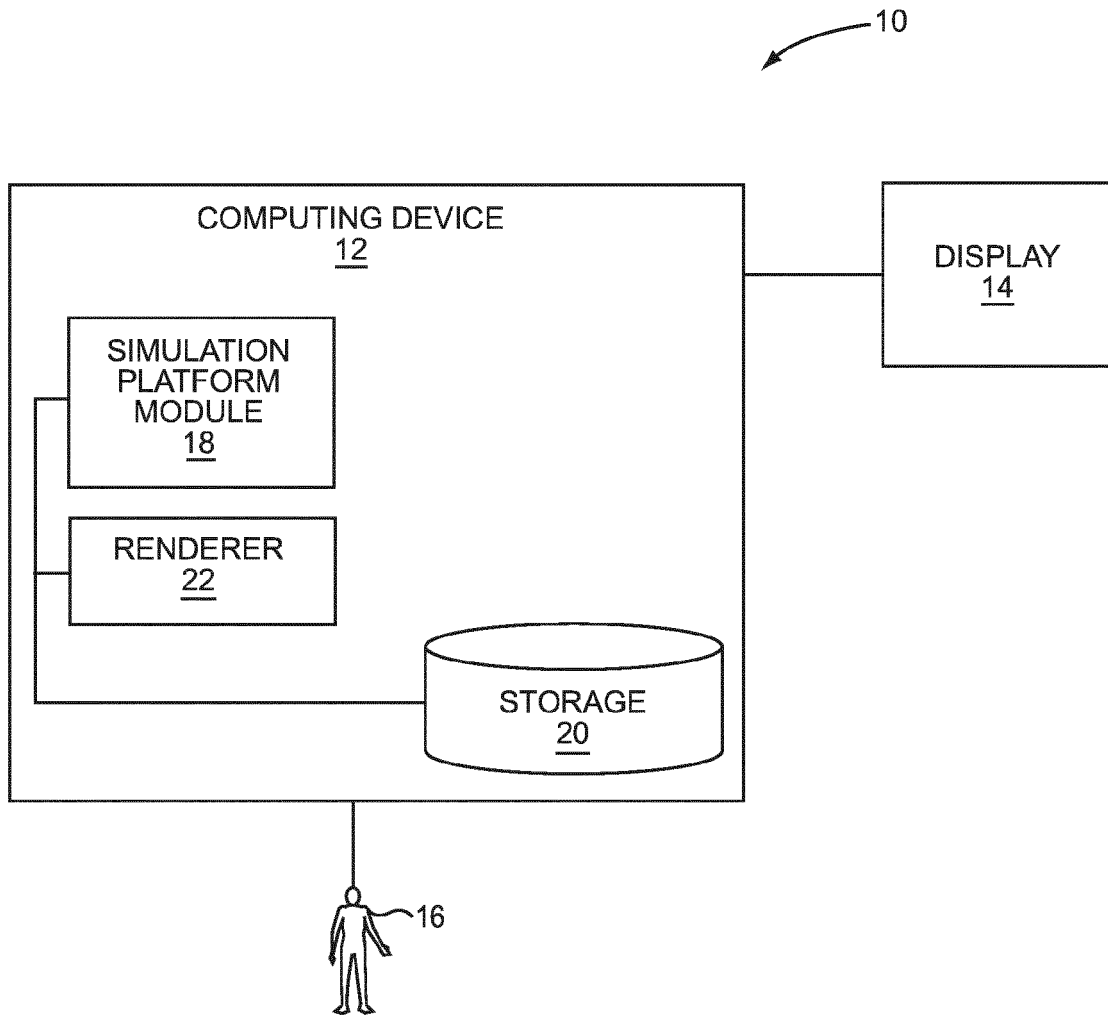 10
COMPUTING DEVICE
12
DISPLAY
14
SIMULATION
PLATFORM
MODULE
18
RENDERER
22
STORAGE
20
16